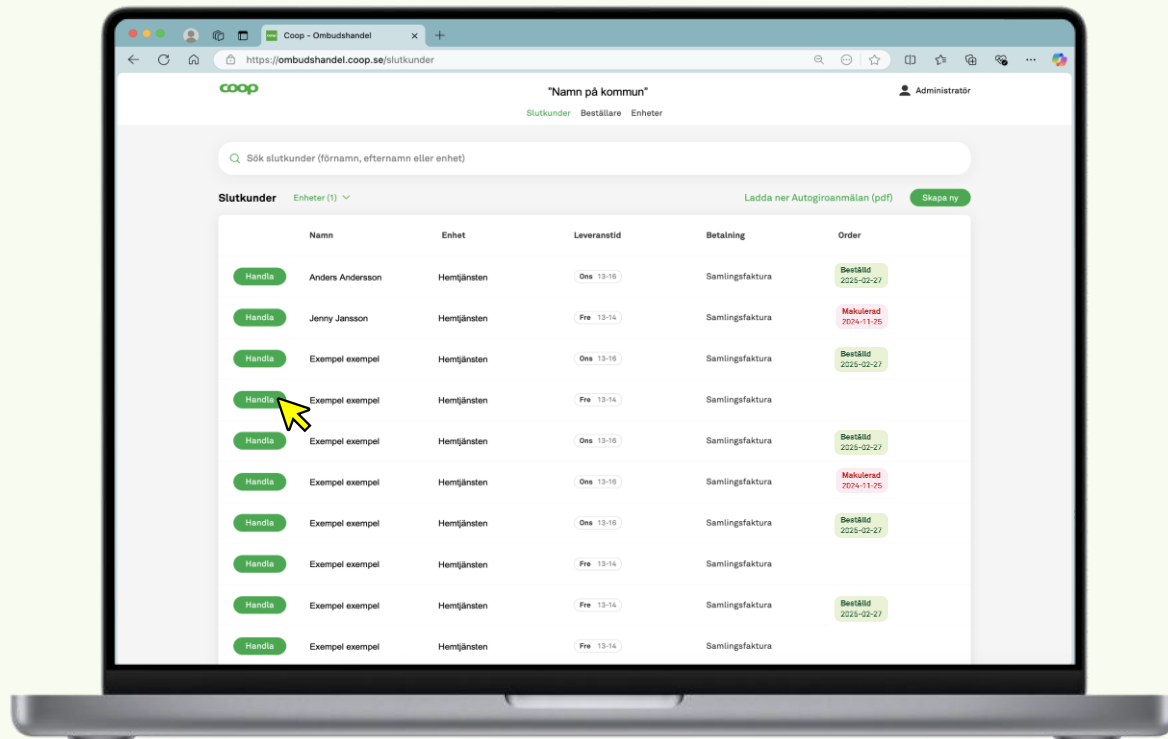 Coop - Ombudshandel
https://ombudshandel.coop.se/slutkunder
coop
"Namn på kommun"
Administratör
Slutkunder Beställare Enheter
Sök slutkunder (förnamn, efternamn eller enhet)
Slutkunder Enheter (1) Ladda ner Autogiroanmälan (pdf) Skapa ny
Namn Enhet Leveranstid Betalning Order
Handla Anders Andersson Hemtjänsten Ons 13-16 Samlingsfaktura Beställd
2025-02-27
Handla Jenny Jansson Hemtjänsten Fre 13-14 Samlingsfaktura Makulerad
2024-11-25
Handla Exempel exempel Hemtjänsten Ons 13-16 Samlingsfaktura Beställd
2025-02-27
Handla Exempel exempel Hemtjänsten Fre 13-14 Samlingsfaktura
Handla Exempel exempel Hemtjänsten Ons 13-16 Samlingsfaktura Beställd
2025-02-27
Handla Exempel exempel Hemtjänsten Ons 13-16 Samlingsfaktura Makulerad
2024-11-25
Handla Exempel exempel Hemtjänsten Ons 13-16 Samlingsfaktura Beställd
2025-02-27
Handla Exempel exempel Hemtjänsten Fre 13-14 Samlingsfaktura
Handla Exempel exempel Hemtjänsten Fre 13-14 Samlingsfaktura Beställd
2025-02-27
Handla Exempel exempel Hemtjänsten Fre 13-14 Samlingsfaktura